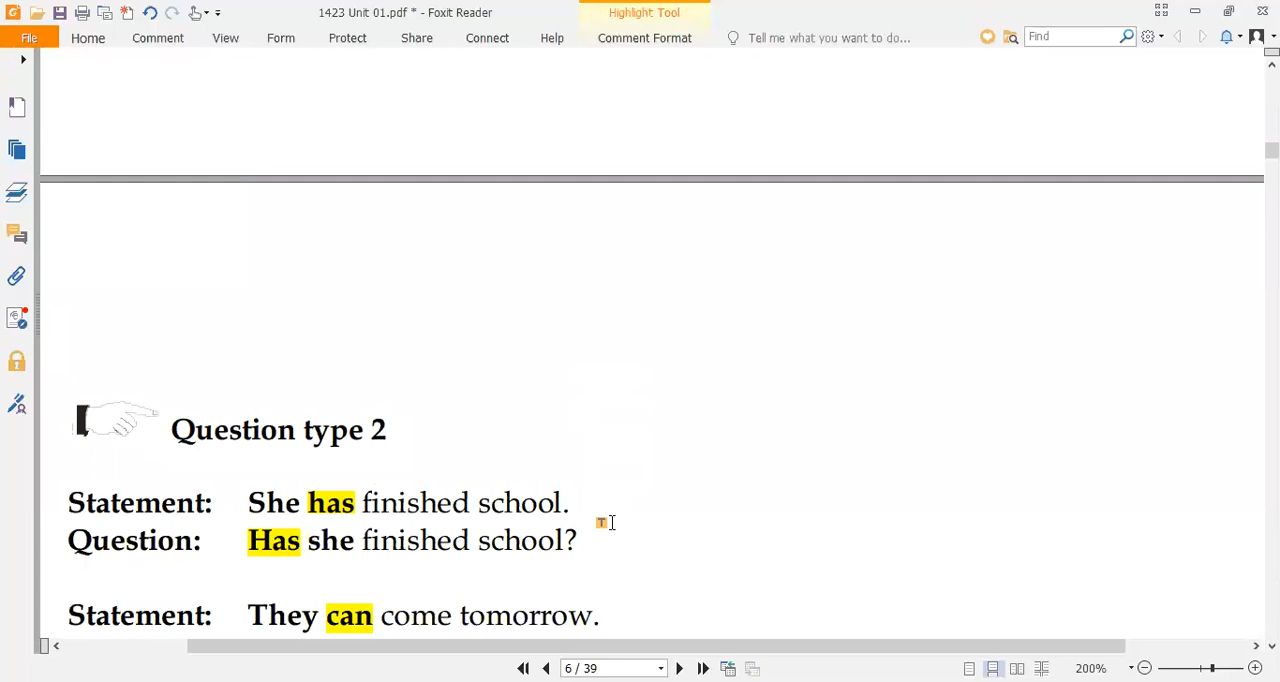 1423 Unit 01.pdf * - Foxit Reader
Highlight Tool
File Home Comment View Form Protect Share Connect Help Comment Format Tell me what you want to do... Find
Question type 2
Statement: She has finished school.
Question: Has she finished school?
Statement: They can come tomorrow.
6 / 39
200%